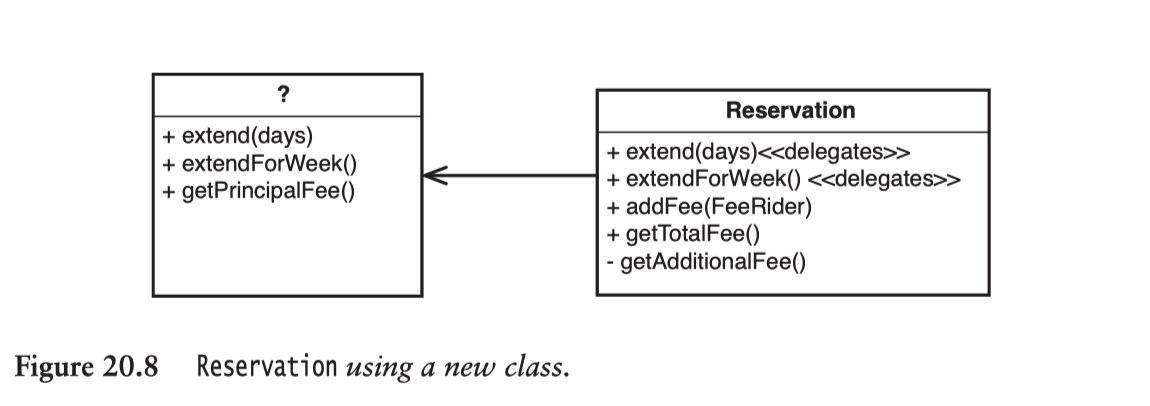 ?
+ extend(days)
+ extendForWeek()
+ getPrincipalFee()
Reservation
+ extend(days)<<delegates>>
+ extendForWeek() <<delegates>>
+ addFee(FeeRider)
+ getTotalFee()
- getAdditionalFee()
Figure 20.8 Reservation using a new class.